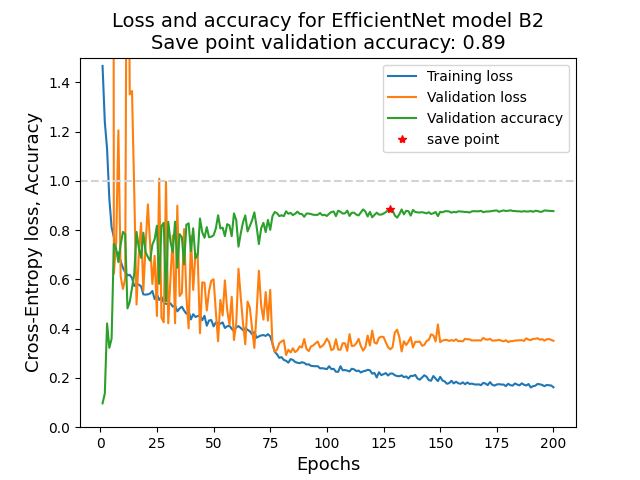 Loss and accuracy for EfficientNet model B2
Save point validation accuracy: 0.89
Training loss
Validation loss
Validation accuracy
save point
Cross-Entropy loss, Accuracy
1.4
1.2
1.0
0.8
0.6
0.4
0.2
0.0
0 25 50 75 100 125 150 175 200
Epochs